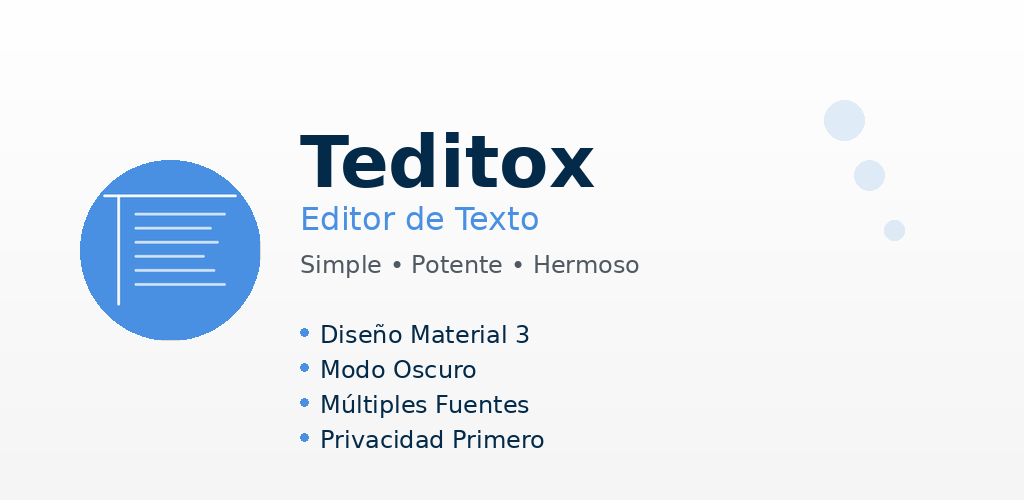 Teditox
Editor de Texto
Simple • Potente • Hermoso
• Diseño Material 3
• Modo Oscuro
• Múltiples Fuentes
• Privacidad Primero